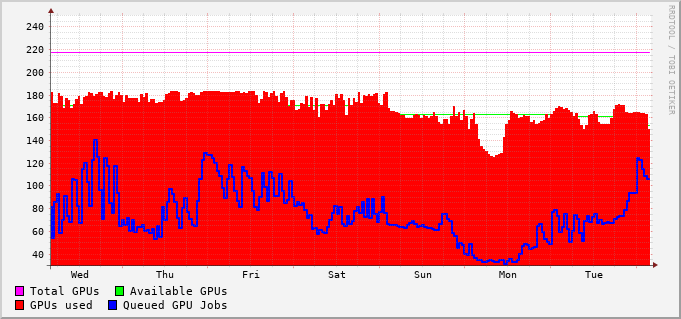 240
220
200
180
160
140
120
100
80
60
40
Wed Thu Fri Sat Sun Mon Tue
Total GPUs Available GPUs
GPUs used Queued GPU Jobs
RRDTOOL / TOBI OETIKER